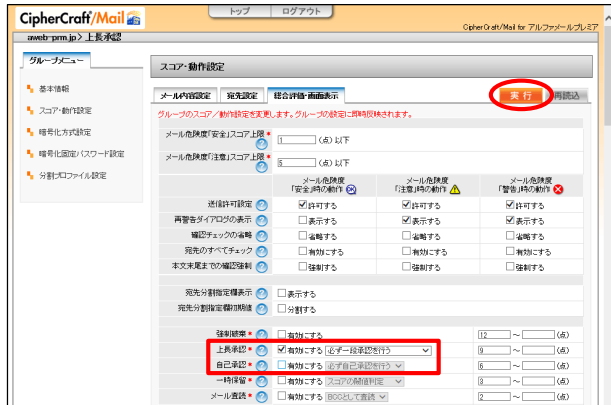 CipherCraft/Mail
トップ ログアウト
CipherCraft/Mail for アルファメールプレミア
aweb-prm.jp> 上長承認
グループメニュー
基本情報
スコア・動作設定
暗号化方式設定
暗号化固定パスワード設定
分割プロファイル設定
スコア・動作設定
メール内容設定 宛先設定 総合評価・画面表示 実行 再読込
グループのスコア/動作設定を変更します。グループの設定に即時反映されます。
メール危険度「安全」スコア上限* ? 1 (点) 以下
メール危険度「注意」スコア上限* ? 5 (点) 以下
メール危険度 メール危険度 メール危険度
「安全」時の動作 「注意」時の動作 「警告」時の動作
送信許可設定 ? 許可する 許可する 許可する
再警告ダイアログの表示 ? 表示する 表示する 表示する
確認チェックの省略 ? 省略する 省略する 省略する
宛先のすべてチェック ? 有効にする 有効にする 有効にする
本文末尾までの確認強制 ? 強制する 強制する 強制する
宛先分割指定欄表示 ? 表示する
宛先分割指定欄初期値 ? 分割する
強制破棄* ? 有効にする 12 ~ (点)
上長承認* ? 有効にする 必ず一段承認を行う 9 ~ (点)
自己承認* ? 有効にする 必ず自己承認を行う 6 ~ (点)
一時保留* ? 有効にする スコアの閾値判定 3 ~ (点)
メール査読* ? 有効にする BCCとして査読 2 ~ (点)